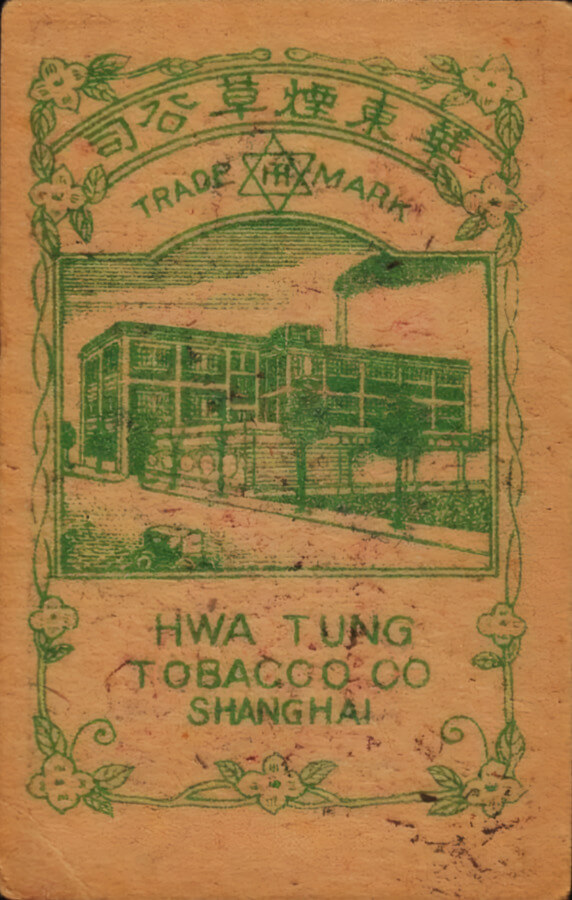 華東煙草公司
TRADE MARK
HWA TUNG
TOBACCO CO
SHANGHAI